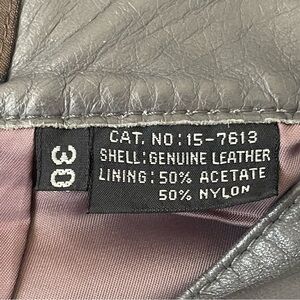 30
CAT. NO:15-7613
SHELL:GENUINE LEATHER
LINING: 50% ACETATE
50% NYLON